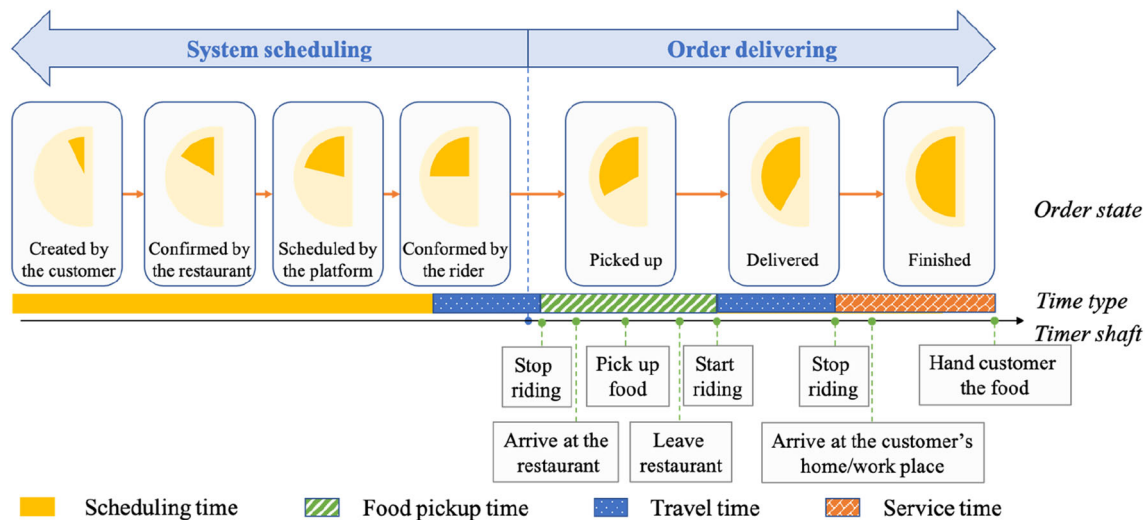 System scheduling
Order delivering
Created by
the customer
Confirmed by
the restaurant
Scheduled by
the platform
Conformed by
the rider
Picked up
Delivered
Finished
Order state
Time type
Timer shaft
Stop
riding
Pick up
food
Start
riding
Stop
riding
Hand customer
the food
Arrive at the
restaurant
Leave
restaurant
Arrive at the customer's
home/work place
Scheduling time
Food pickup time
Travel time
Service time